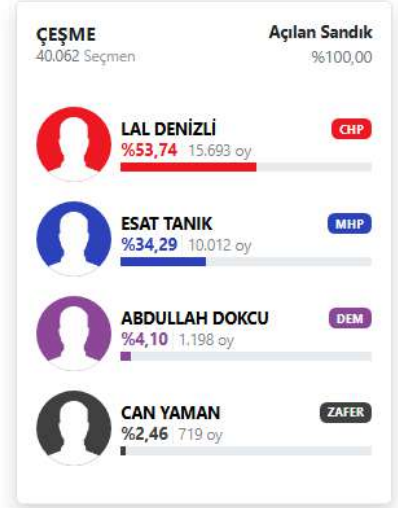 ÇEŞME
Açılan Sandık
40.062 Seçmen
%100,00
LAL DENİZLİ
CHP
%53,74 15.693 oy
ESAT TANIK
MHP
%34,29 10.012 oy
ABDULLAH DOKCU
DEM
%4,10 1.198 oy
CAN YAMAN
ZAFER
%2,46 719 oy